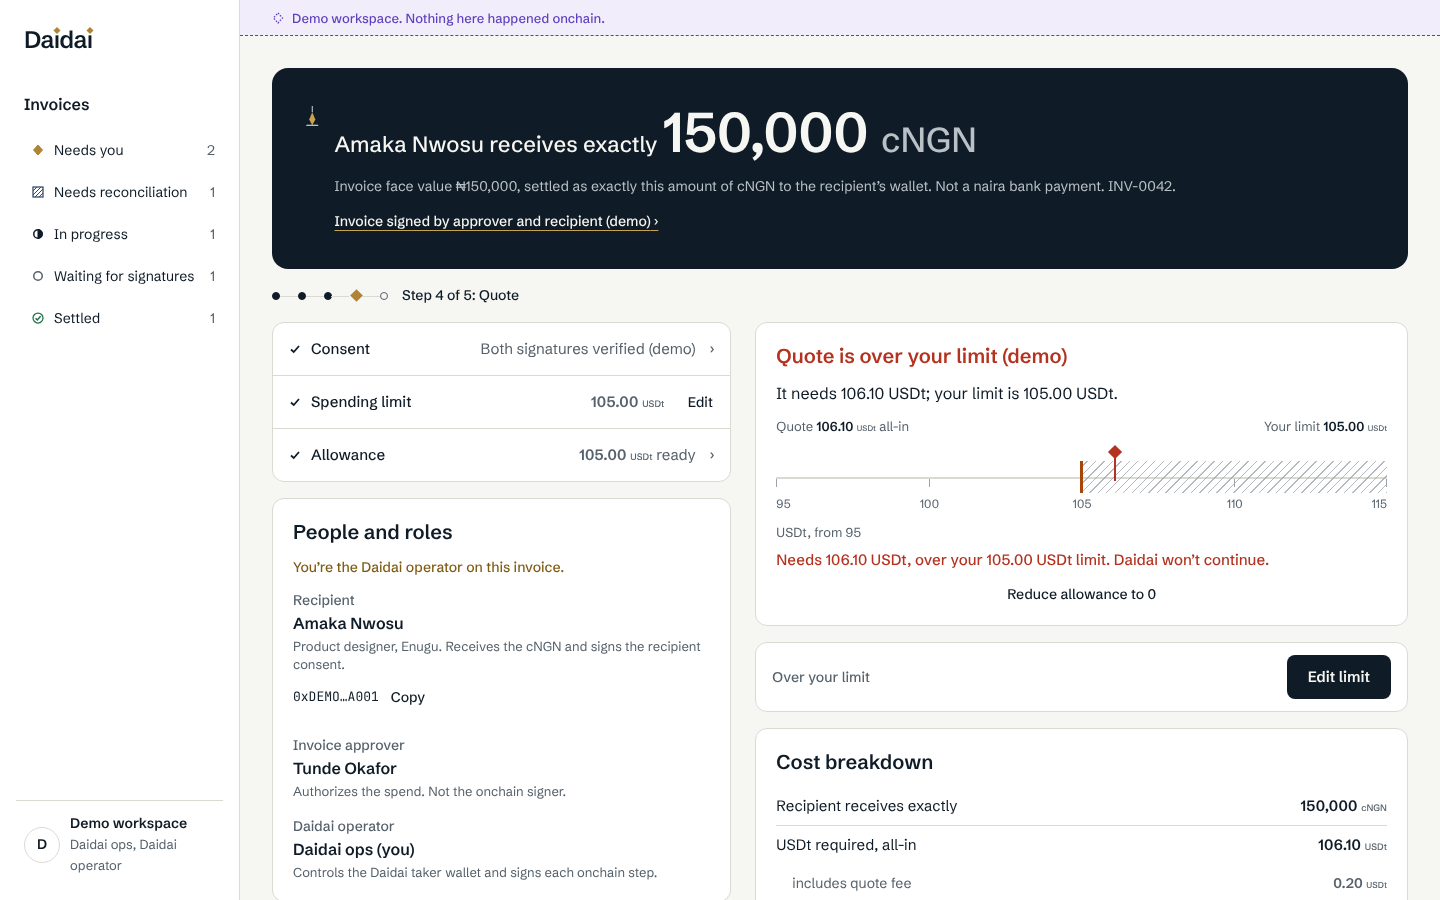 Daidai
Invoices
Needs you 2
Needs reconciliation 1
In progress 1
Waiting for signatures 1
Settled 1
D
Demo workspace
Daidai ops, Daidai
operator
Demo workspace. Nothing here happened onchain.
Amaka Nwosu receives exactly 150,000 cNGN
Invoice face value ₦150,000, settled as exactly this amount of cNGN to the recipient’s wallet. Not a naira bank payment. INV-0042.
Invoice signed by approver and recipient (demo) ›
Step 4 of 5: Quote
Consent Both signatures verified (demo) ›
Spending limit 105.00 USDt Edit
Allowance 105.00 USDt ready ›
People and roles
You’re the Daidai operator on this invoice.
Recipient
Amaka Nwosu
Product designer, Enugu. Receives the cNGN and signs the recipient
consent.
0xDEMO…A001 Copy
Invoice approver
Tunde Okafor
Authorizes the spend. Not the onchain signer.
Daidai operator
Daidai ops (you)
Controls the Daidai taker wallet and signs each onchain step.
Quote is over your limit (demo)
It needs 106.10 USDt; your limit is 105.00 USDt.
Quote 106.10 USDt all-in Your limit 105.00 USDt
95 100 105 110 115
USDt, from 95
Needs 106.10 USDt, over your 105.00 USDt limit. Daidai won’t continue.
Reduce allowance to 0
Over your limit Edit limit
Cost breakdown
Recipient receives exactly 150,000 cNGN
USDt required, all-in 106.10 USDt
includes quote fee 0.20 USDt